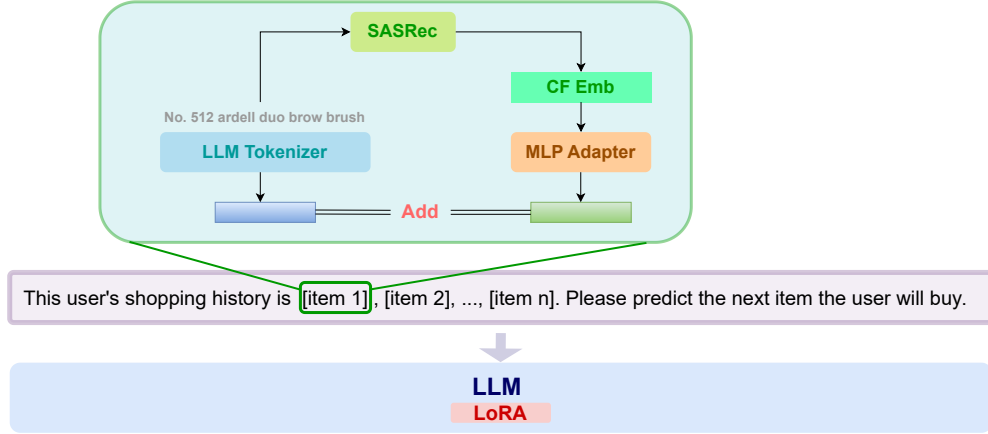 SASRec
CF Emb
No. 512 ardell duo brow brush
LLM Tokenizer
MLP Adapter
Add
This user's shopping history is [item 1], [item 2], ..., [item n]. Please predict the next item the user will buy.
LLM
LoRA